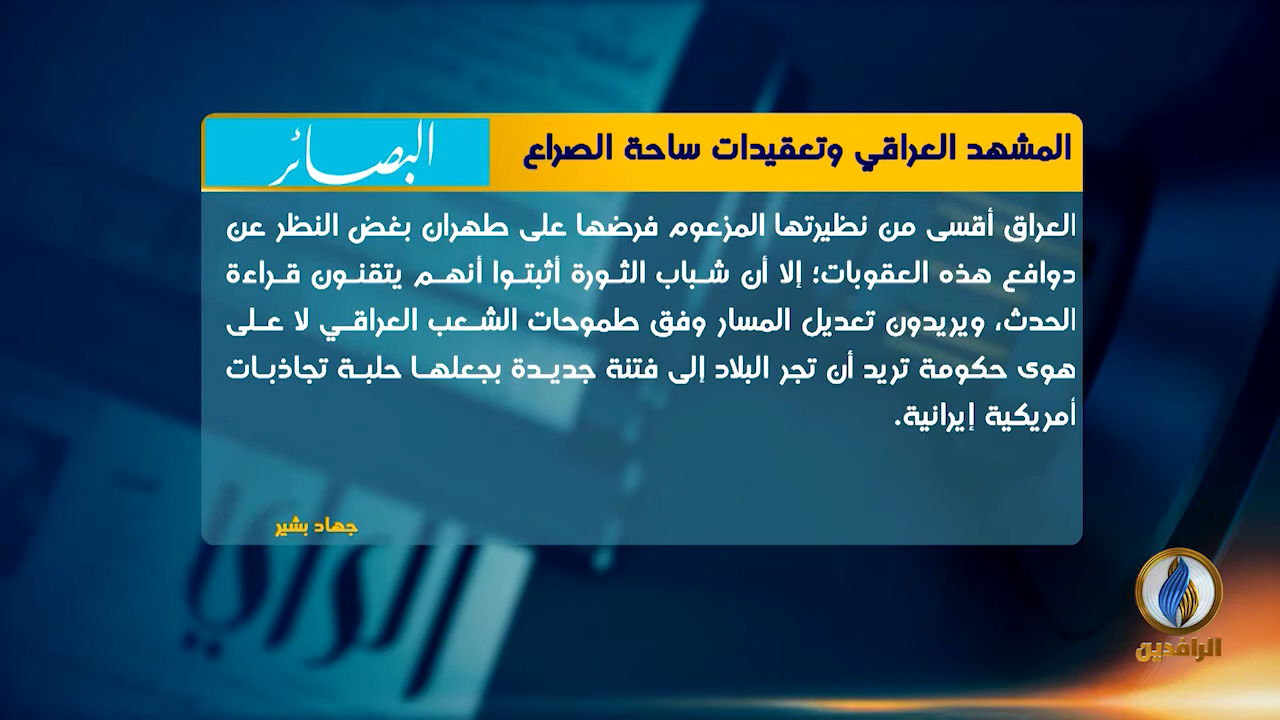 المشهد العراقي وتعقيدات ساحة الصراع
البصائر
العراق أقسى من نظيرتها المزعوم فرضها على طهران بغض النظر عن
دوافع هذه العقوبات؛ إلا أن شباب الثورة أثبتوا أنهم يتقنون قراءة
الحدث، ويريدون تعديل المسار وفق طموحات الشعب العراقي لا على
هوى حكومة تريد أن تجر البلاد إلى فتنة جديدة بجعلها حلبة تجاذبات
أمريكية إيرانية.
جهاد بشير
الرأي
الرافدين